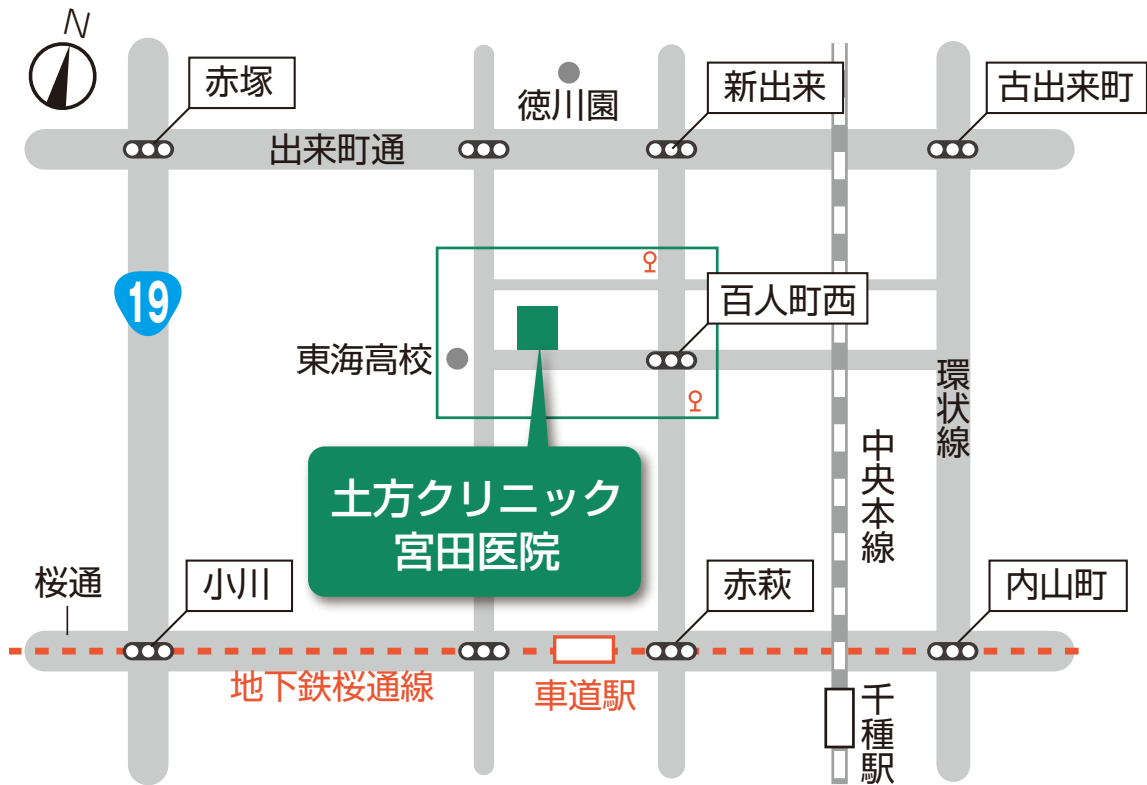 N
赤塚
徳川園
新出来
古出来町
出来町通
19
百人町西
東海高校
環状線
中央本線
土方クリニック
宮田医院
桜通
小川
赤萩
内山町
地下鉄桜通線
車道駅
千種駅